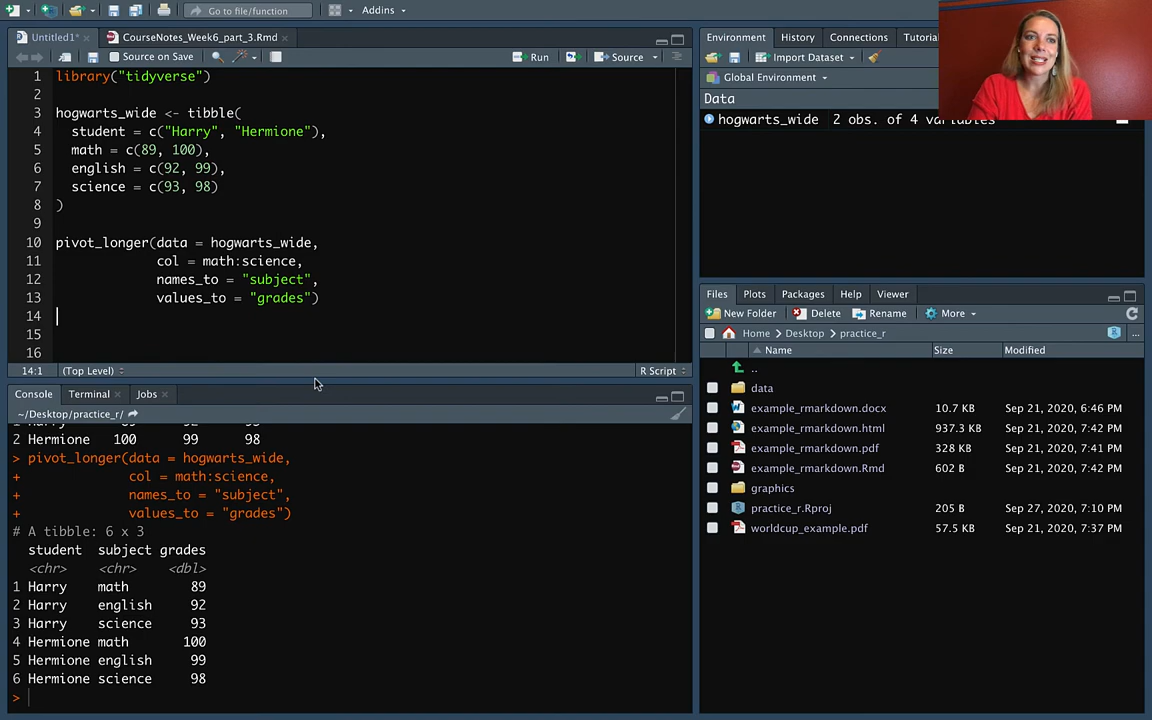 Go to file/function
Addins
Untitled1*
CourseNotes_Week6_part_3.Rmd
Source on Save
Run
Source
1 library("tidyverse")
2
3 hogwarts_wide <- tibble(
4 student = c("Harry", "Hermione"),
5 math = c(89, 100),
6 english = c(92, 99),
7 science = c(93, 98)
8 )
9
10 pivot_longer(data = hogwarts_wide,
11 col = math:science,
12 names_to = "subject",
13 values_to = "grades")
14
15
16
14:1 (Top Level) R Script
Console Terminal Jobs
~/Desktop/practice_r/
2 Hermione 100 99 98
> pivot_longer(data = hogwarts_wide,
+ col = math:science,
+ names_to = "subject",
+ values_to = "grades")
# A tibble: 6 x 3
student subject grades
<chr> <chr> <dbl>
1 Harry math 89
2 Harry english 92
3 Harry science 93
4 Hermione math 100
5 Hermione english 99
6 Hermione science 98
>
Environment History Connections Tutorial
Import Dataset
Global Environment
Data
hogwarts_wide 2 obs. of 4 variables
Files Plots Packages Help Viewer
New Folder Delete Rename More
Home Desktop practice_r
Name Size Modified
..
data
example_rmarkdown.docx 10.7 KB Sep 21, 2020, 6:46 PM
example_rmarkdown.html 937.3 KB Sep 21, 2020, 7:42 PM
example_rmarkdown.pdf 328 KB Sep 21, 2020, 7:41 PM
example_rmarkdown.Rmd 602 B Sep 21, 2020, 7:42 PM
graphics
practice_r.Rproj 205 B Sep 27, 2020, 7:10 PM
worldcup_example.pdf 57.5 KB Sep 21, 2020, 7:37 PM